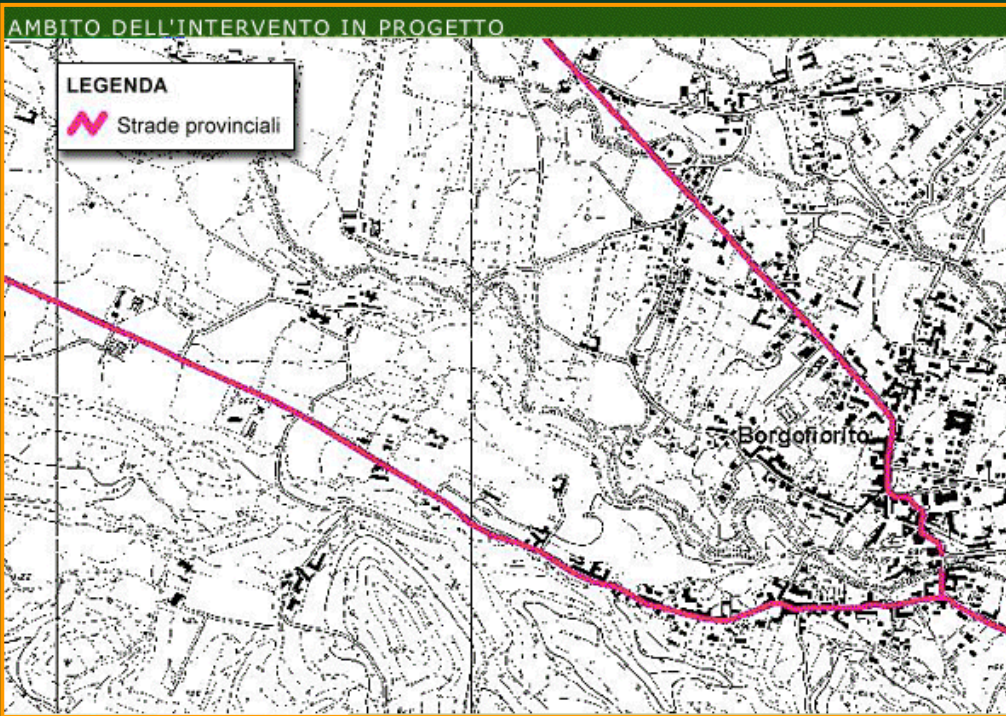 AMBITO DELL'INTERVENTO IN PROGETTO
LEGENDA
Strade provinciali
Borgofiorito